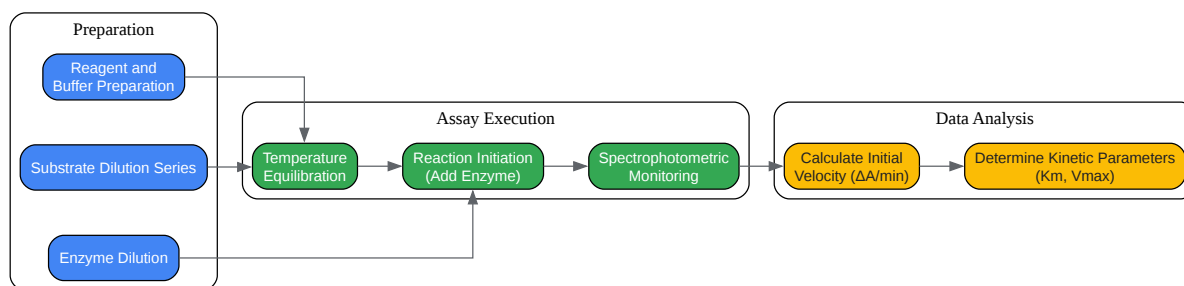 Preparation
Reagent and
Buffer Preparation
Substrate Dilution Series
Enzyme Dilution
Assay Execution
Temperature
Equilibration
Reaction Initiation
(Add Enzyme)
Spectrophotometric
Monitoring
Data Analysis
Calculate Initial
Velocity (ΔA/min)
Determine Kinetic Parameters
(Km, Vmax)